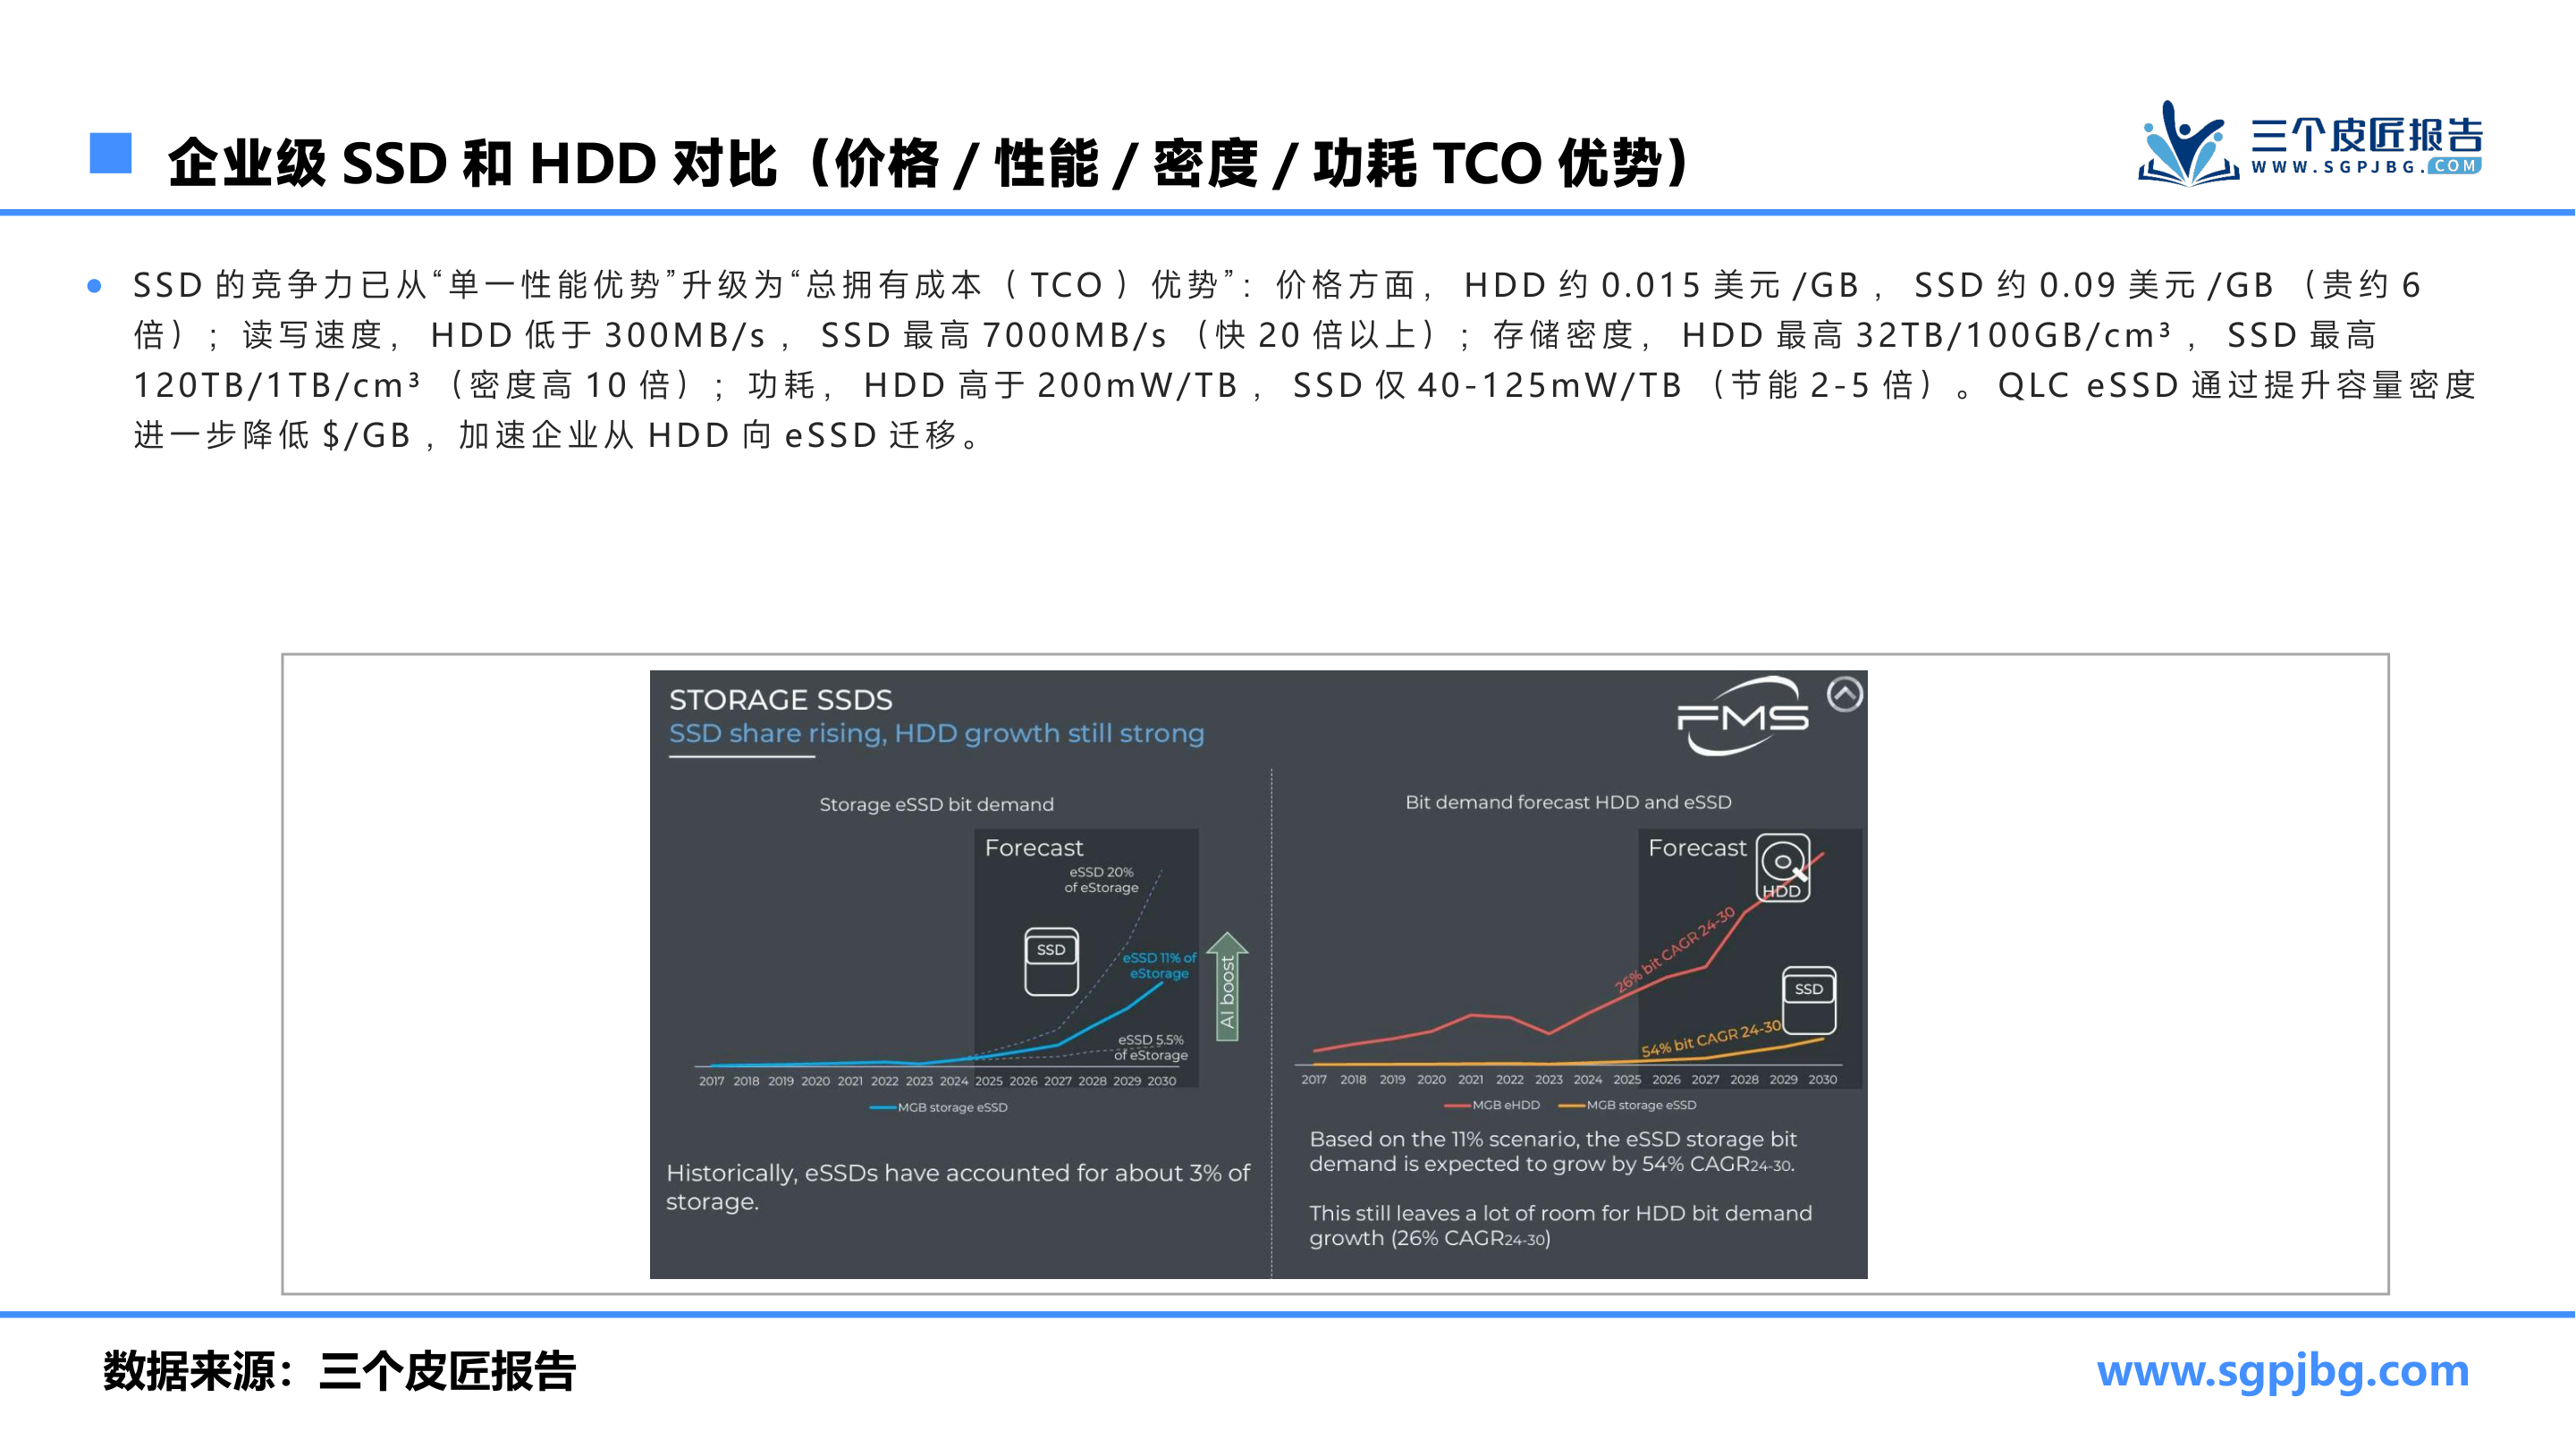 企业级 SSD 和 HDD 对比（价格 / 性能 / 密度 / 功耗 TCO 优势）
三个皮匠报告
WWW.SGPJBG.COM
SSD 的竞争力已从“单一性能优势”升级为“总拥有成本（ TCO ）优势”：价格方面， HDD 约 0.015 美元 /GB ， SSD 约 0.09 美元 /GB （贵约 6
倍）；读写速度， HDD 低于 300MB/s ， SSD 最高 7000MB/s （快 20 倍以上）；存储密度， HDD 最高 32TB/100GB/cm³ ， SSD 最高
120TB/1TB/cm³ （密度高 10 倍）；功耗， HDD 高于 200mW/TB ， SSD 仅 40-125mW/TB （节能 2-5 倍）。 QLC eSSD 通过提升容量密度
进一步降低 $/GB ，加速企业从 HDD 向 eSSD 迁移。
STORAGE SSDS
SSD share rising, HDD growth still strong
FMS
Storage eSSD bit demand
Forecast
eSSD 20%
of eStorage
SSD
eSSD 11% of
eStorage
eSSD 5.5%
of eStorage
AI boost
2017 2018 2019 2020 2021 2022 2023 2024 2025 2026 2027 2028 2029 2030
MGB storage eSSD
Historically, eSSDs have accounted for about 3% of
storage.
Bit demand forecast HDD and eSSD
Forecast
HDD
26% bit CAGR 24-30
SSD
54% bit CAGR 24-30
2017 2018 2019 2020 2021 2022 2023 2024 2025 2026 2027 2028 2029 2030
MGB eHDD MGB storage eSSD
Based on the 11% scenario, the eSSD storage bit
demand is expected to grow by 54% CAGR24-30.
This still leaves a lot of room for HDD bit demand
growth (26% CAGR24-30)
数据来源：三个皮匠报告
www.sgpjbg.com